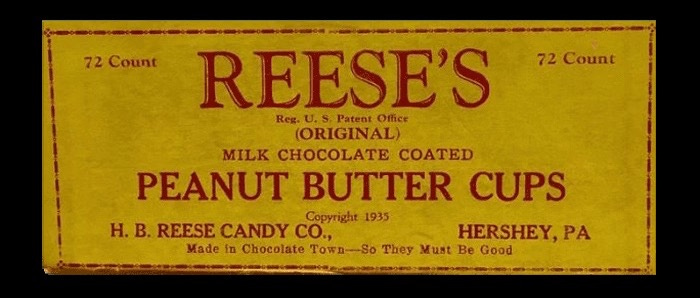 72 Count
REESE'S
72 Count
Reg. U. S. Patent Office
(ORIGINAL)
MILK CHOCOLATE COATED
PEANUT BUTTER CUPS
Copyright 1935
H. B. REESE CANDY CO., HERSHEY, PA
Made in Chocolate Town—So They Must Be Good